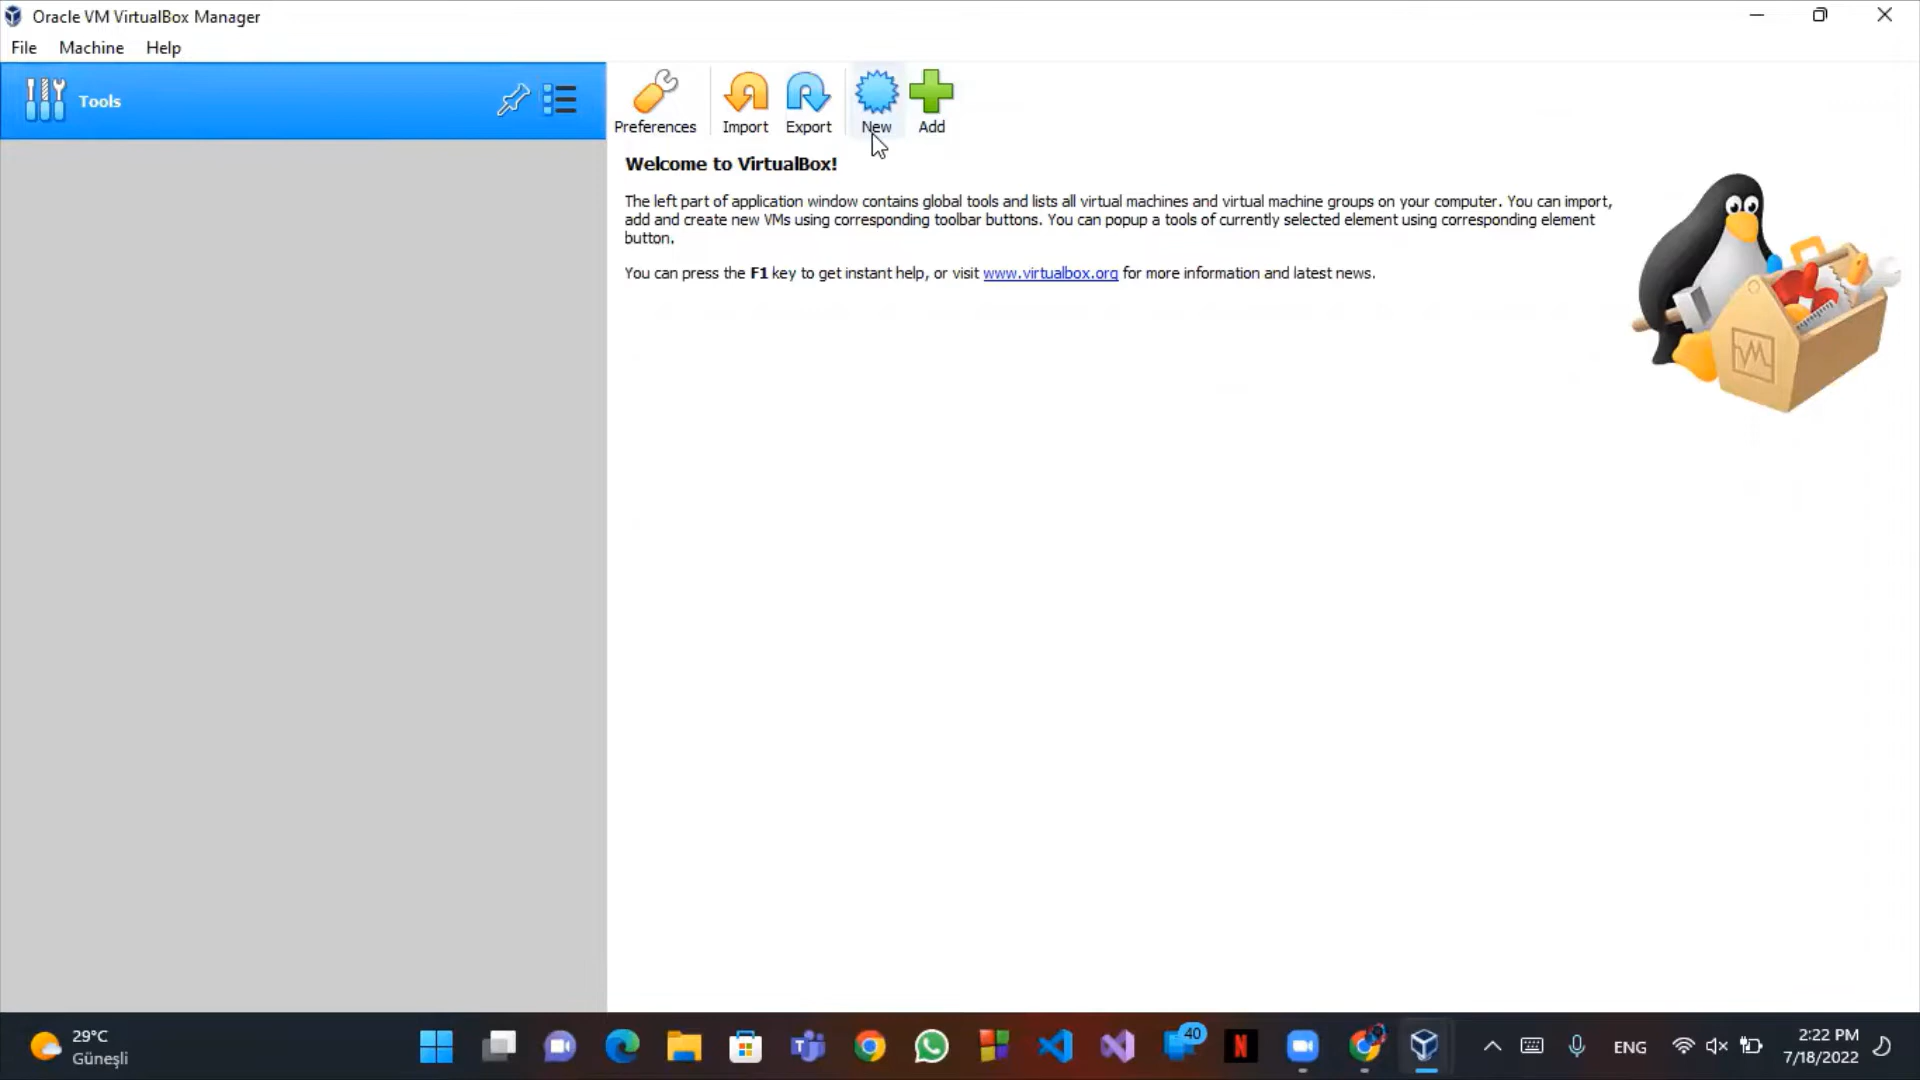 Oracle VM VirtualBox Manager
File Machine Help
Tools
Preferences Import Export New Add
Welcome to VirtualBox!
The left part of application window contains global tools and lists all virtual machines and virtual machine groups on your computer. You can import,
add and create new VMs using corresponding toolbar buttons. You can popup a tools of currently selected element using corresponding element
button.
You can press the F1 key to get instant help, or visit www.virtualbox.org for more information and latest news.
29°C
Güneşli
40
N
ENG
2:22 PM
7/18/2022